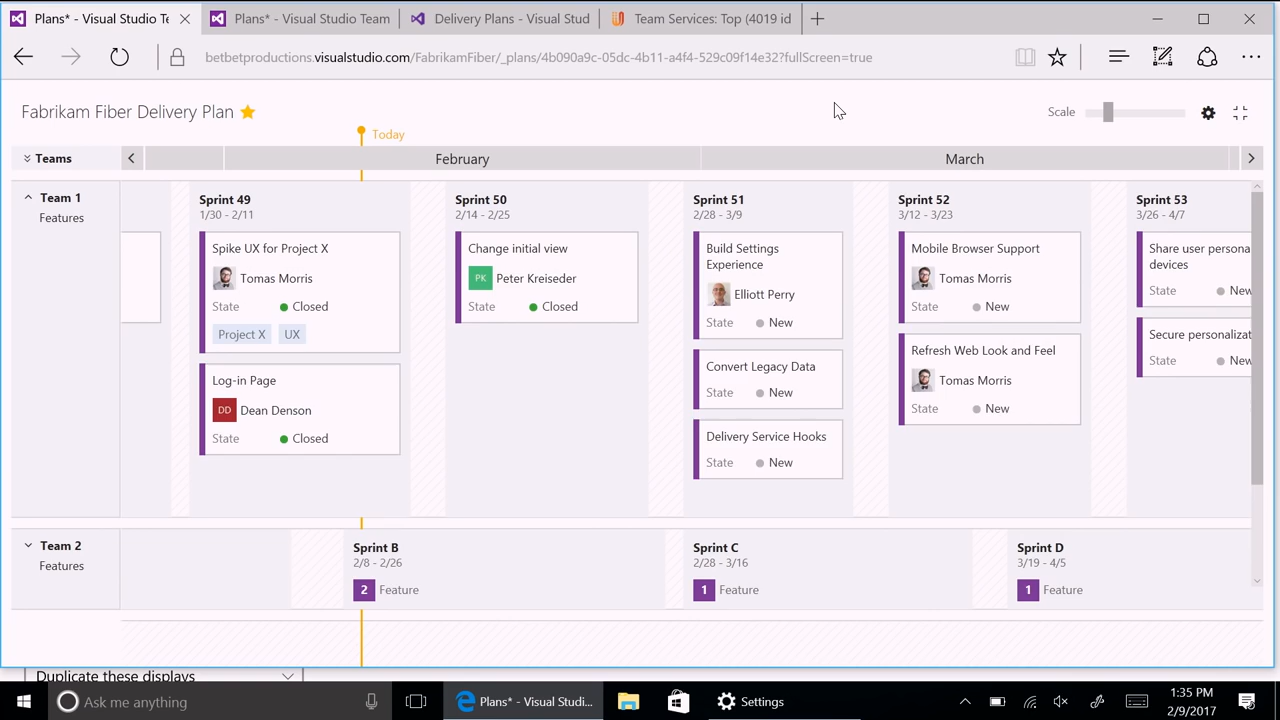 Plans* - Visual Studio Te
Plans* - Visual Studio Team
Delivery Plans - Visual Stud
Team Services: Top (4019 id
betbetproductions.visualstudio.com/FabrikamFiber/_plans/4b090a9c-05dc-4b11-a4f4-529c09f14e32?fullScreen=true
Fabrikam Fiber Delivery Plan
Scale
Today
Teams
February
March
Team 1
Features
Sprint 49
1/30 - 2/11
Spike UX for Project X
Tomas Morris
State Closed
Project X UX
Log-in Page
DD Dean Denson
State Closed
Sprint 50
2/14 - 2/25
Change initial view
PK Peter Kreiseder
State Closed
Sprint 51
2/28 - 3/9
Build Settings
Experience
Elliott Perry
State New
Convert Legacy Data
State New
Delivery Service Hooks
State New
Sprint 52
3/12 - 3/23
Mobile Browser Support
Tomas Morris
State New
Refresh Web Look and Feel
Tomas Morris
State New
Sprint 53
3/26 - 4/7
Share user persona
devices
State New
Secure personalizat
State New
Team 2
Features
Sprint B
2/8 - 2/26
2 Feature
Sprint C
2/28 - 3/16
1 Feature
Sprint D
3/19 - 4/5
1 Feature
Duplicate these displays
Ask me anything
Plans* - Visual Studi...
Settings
1:35 PM
2/9/2017